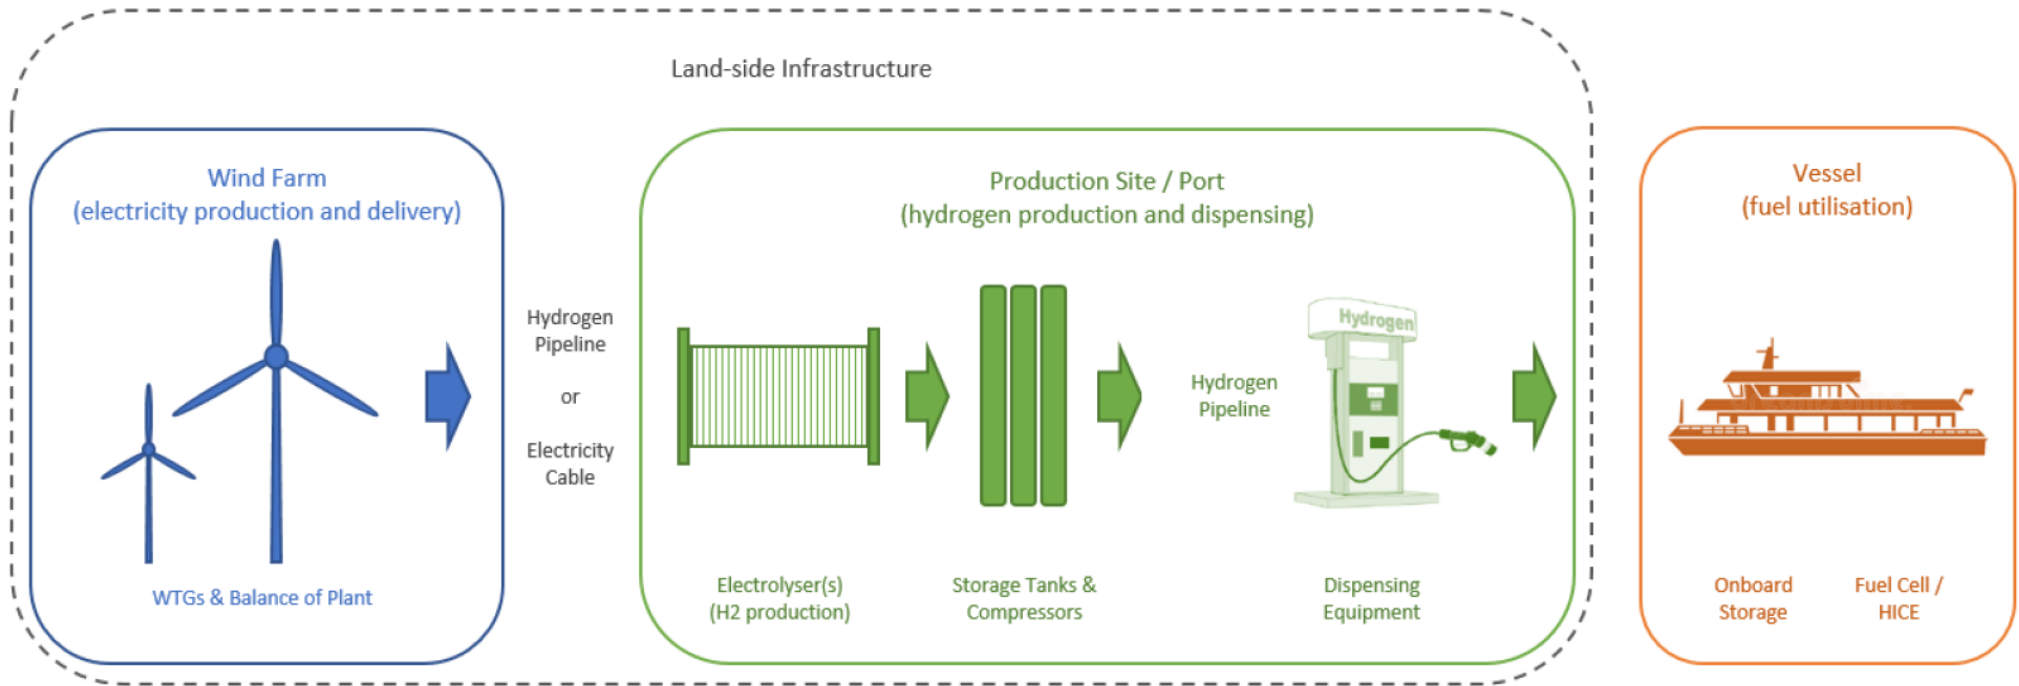 Land-side Infrastructure
Wind Farm
(electricity production and delivery)
WTGs & Balance of Plant
Hydrogen
Pipeline
or
Electricity
Cable
Production Site / Port
(hydrogen production and dispensing)
Hydrogen
Pipeline
Hydrogen
Electrolyser(s)
(H2 production)
Storage Tanks &
Compressors
Dispensing
Equipment
Vessel
(fuel utilisation)
Onboard
Storage
Fuel Cell /
HICE